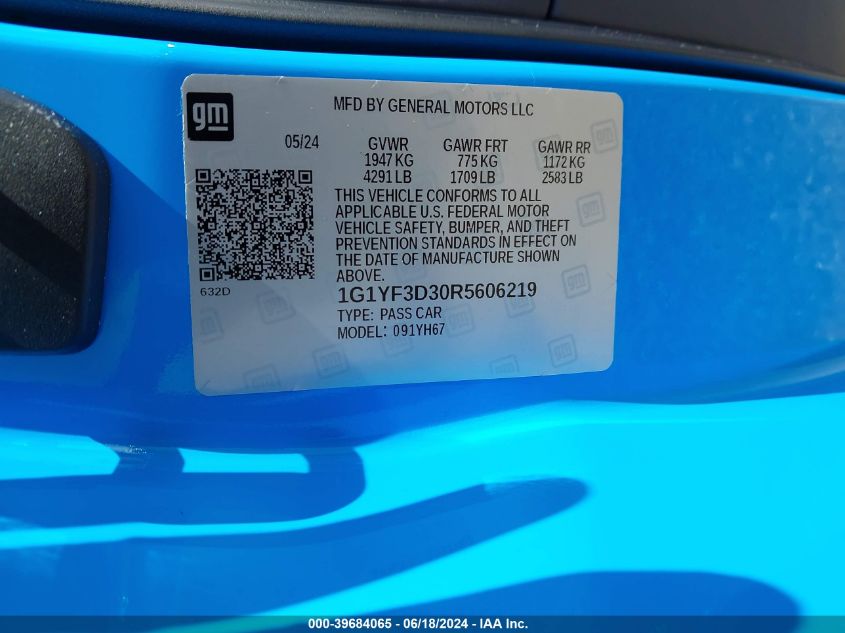 gm
MFD BY GENERAL MOTORS LLC
05/24 GVWR GAWR FRT GAWR RR
1947 KG 775 KG 1172 KG
4291 LB 1709 LB 2583 LB
THIS VEHICLE CONFORMS TO ALL
APPLICABLE U.S. FEDERAL MOTOR
VEHICLE SAFETY, BUMPER, AND THEFT
PREVENTION STANDARDS IN EFFECT ON
THE DATE OF MANUFACTURE SHOWN
ABOVE.
632D
1G1YF3D30R5606219
TYPE: PASS CAR
MODEL: 091YH67
000-39684065 - 06/18/2024 - IAA Inc.